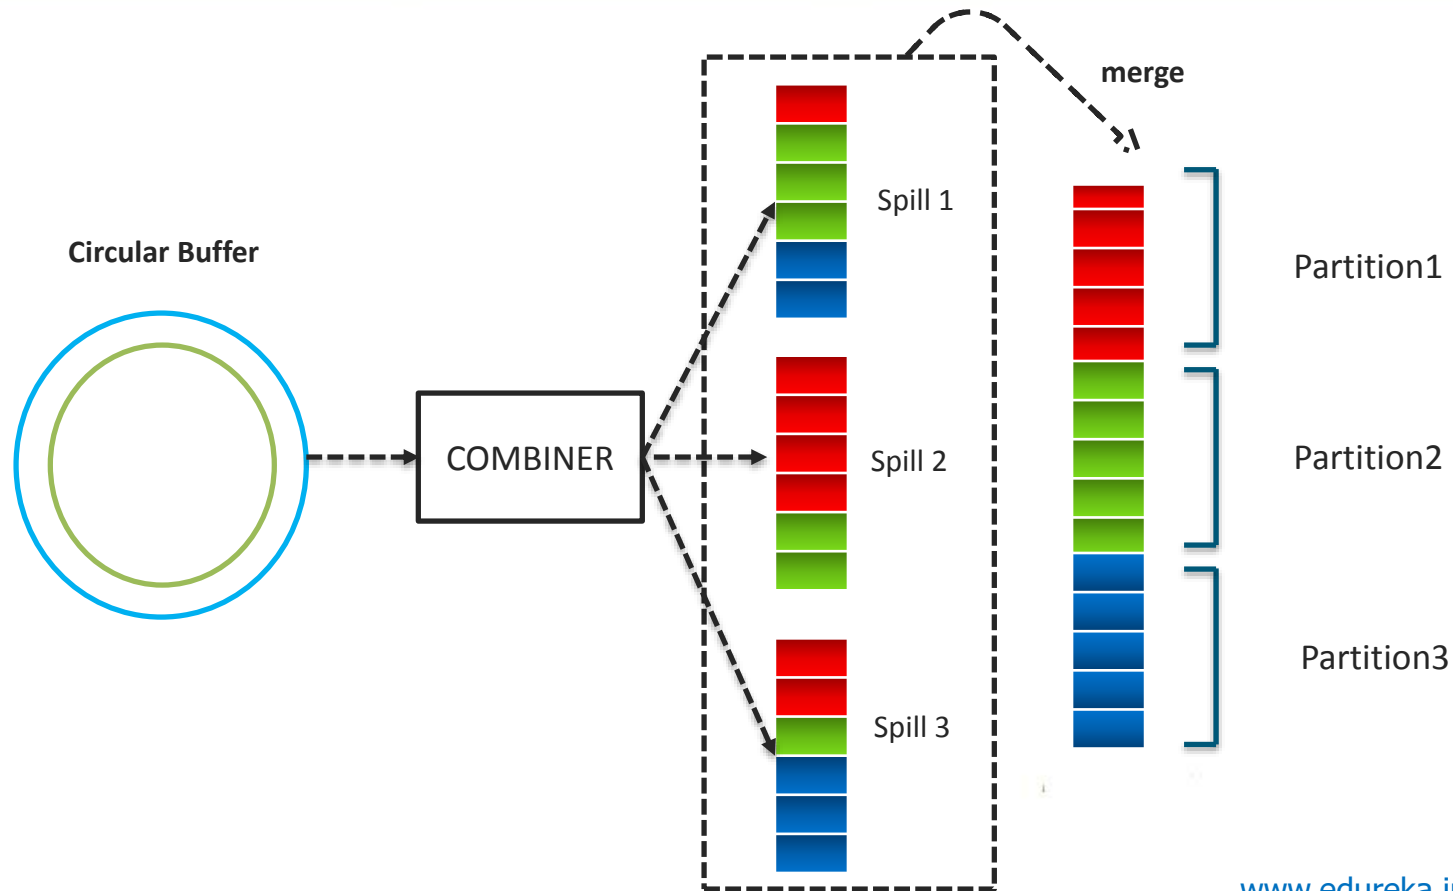 merge
Circular Buffer
COMBINER
Spill 1
Spill 2
Spill 3
Partition1
Partition2
Partition3